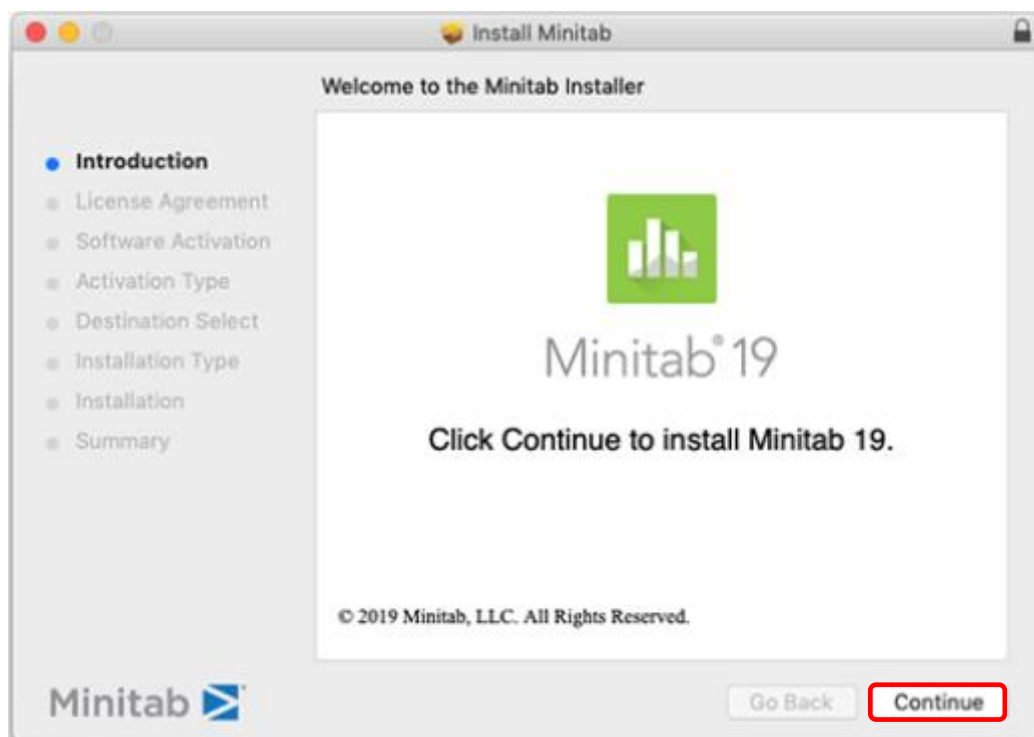 Install Minitab
Welcome to the Minitab Installer
Introduction
License Agreement
Software Activation
Activation Type
Destination Select
Installation Type
Installation
Summary
Minitab® 19
Click Continue to install Minitab 19.
© 2019 Minitab, LLC. All Rights Reserved.
Minitab
Go Back
Continue